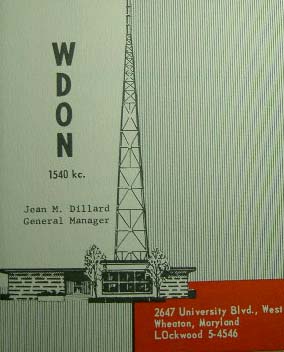 W
D
O
N
1540 kc.
Jean M. Dillard
General Manager
2647 University Blvd., West
Wheaton, Maryland
LOckwood 5-4546